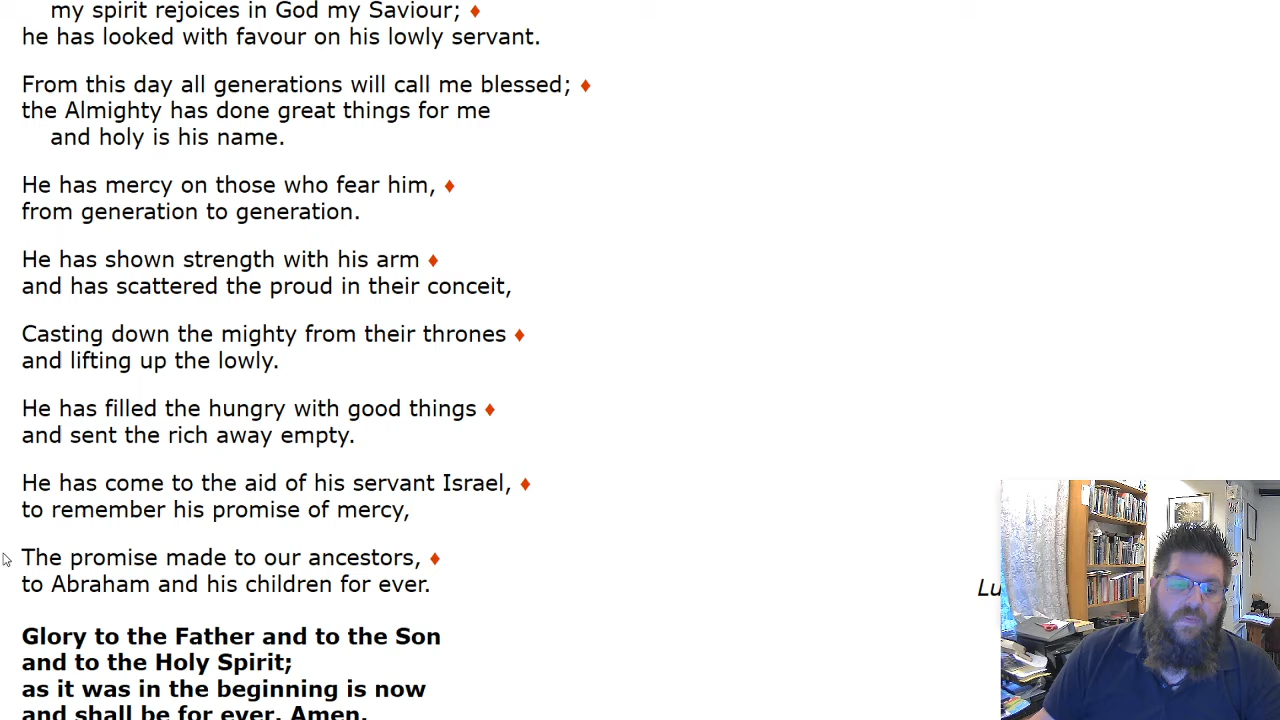 my spirit rejoices in God my Saviour; ♦
he has looked with favour on his lowly servant.
From this day all generations will call me blessed; ♦
the Almighty has done great things for me
and holy is his name.
He has mercy on those who fear him, ♦
from generation to generation.
He has shown strength with his arm ♦
and has scattered the proud in their conceit,
Casting down the mighty from their thrones ♦
and lifting up the lowly.
He has filled the hungry with good things ♦
and sent the rich away empty.
He has come to the aid of his servant Israel, ♦
to remember his promise of mercy,
The promise made to our ancestors, ♦
to Abraham and his children for ever.
Lu
Glory to the Father and to the Son
and to the Holy Spirit;
as it was in the beginning is now
and shall be for ever. Amen.